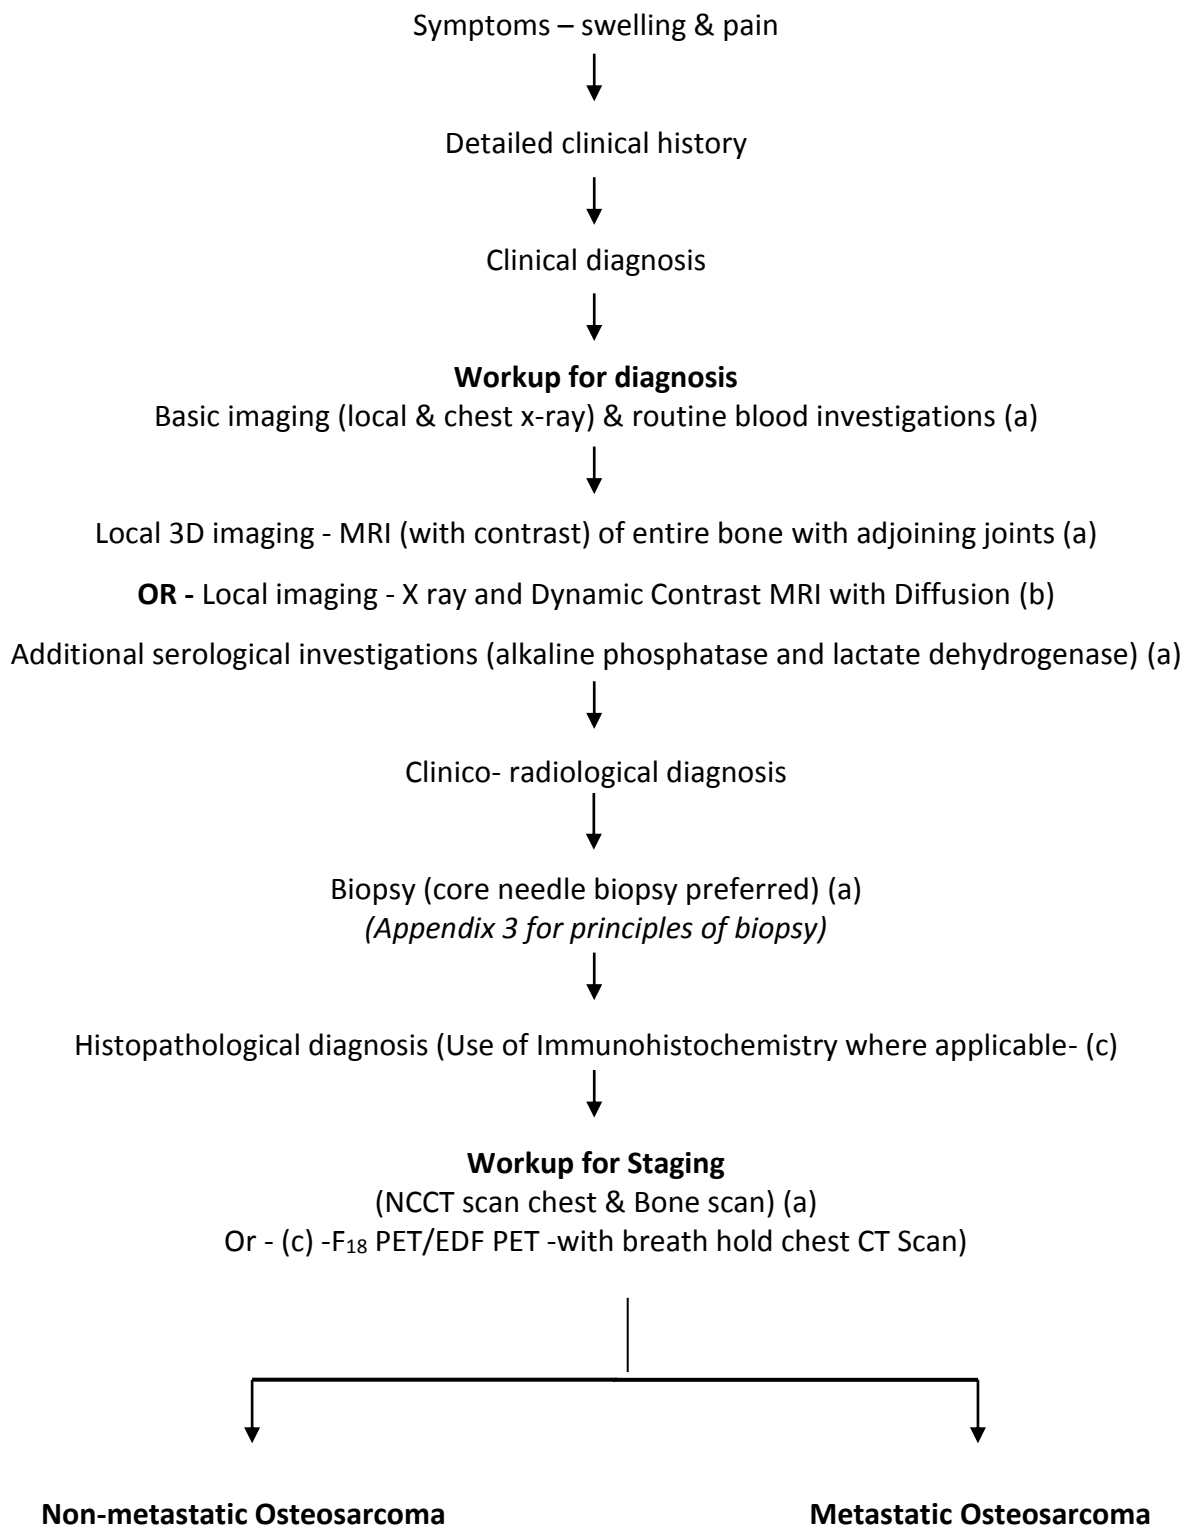 Symptoms – swelling & pain
Detailed clinical history
Clinical diagnosis
Workup for diagnosis
Basic imaging (local & chest x-ray) & routine blood investigations (a)
Local 3D imaging - MRI (with contrast) of entire bone with adjoining joints (a)
OR - Local imaging - X ray and Dynamic Contrast MRI with Diffusion (b)
Additional serological investigations (alkaline phosphatase and lactate dehydrogenase) (a)
Clinico- radiological diagnosis
Biopsy (core needle biopsy preferred) (a)
(Appendix 3 for principles of biopsy)
Histopathological diagnosis (Use of Immunohistochemistry where applicable- (c)
Workup for Staging
(NCCT scan chest & Bone scan) (a)
Or - (c) -F₁₈ PET/EDF PET -with breath hold chest CT Scan)
Non-metastatic Osteosarcoma Metastatic Osteosarcoma